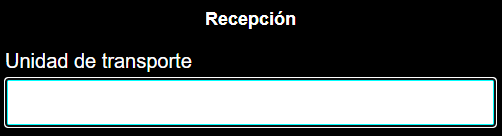 Recepción
Unidad de transporte